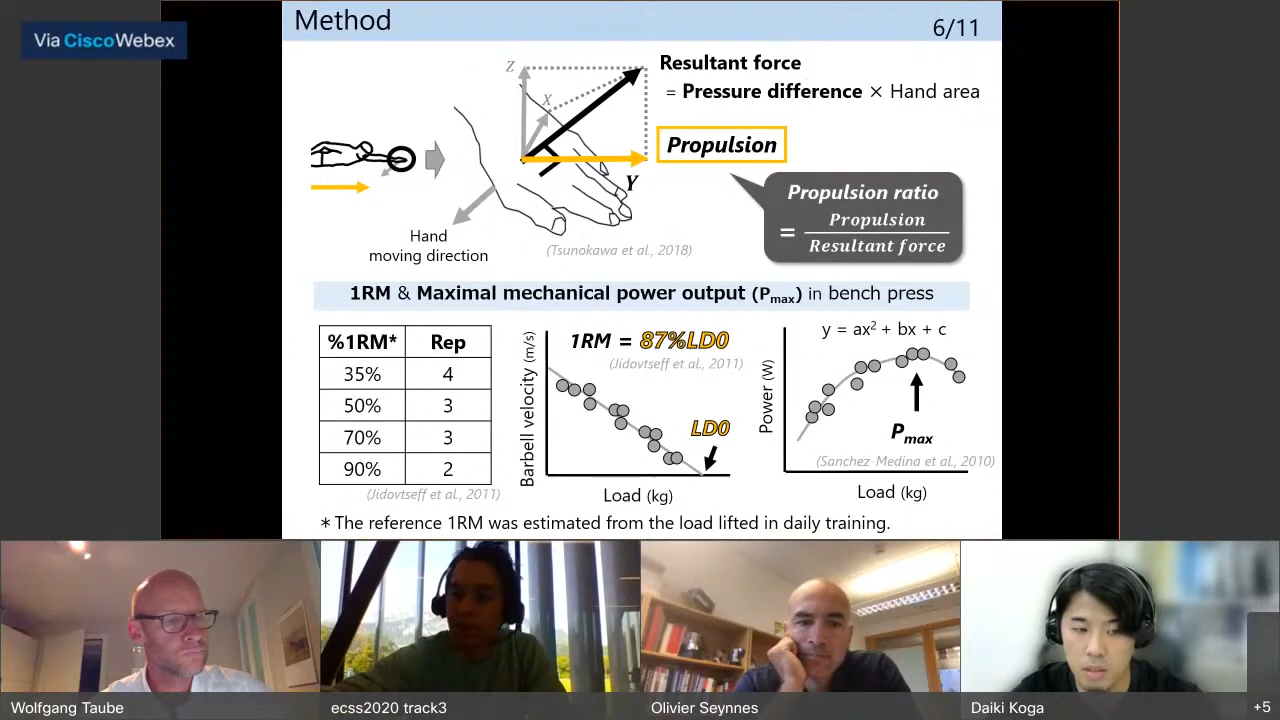 Via Cisco Webex
Method
6/11
Z
X
Y
Resultant force
= Pressure difference × Hand area
Propulsion
Propulsion ratio
= Propulsion
Resultant force
Hand
moving direction
(Tsunokawa et al., 2018)
1RM & Maximal mechanical power output (Pmax) in bench press
%1RM* Rep
35% 4
50% 3
70% 3
90% 2
(Jidovtseff et al., 2011)
Barbell velocity (m/s)
1RM = 87%LD0
(Jidovtseff et al., 2011)
LD0
Load (kg)
y = ax² + bx + c
Power (W)
Pmax
(Sanchez-Medina et al., 2010)
Load (kg)
* The reference 1RM was estimated from the load lifted in daily training.
Wolfgang Taube
ecss2020 track3
Olivier Seynnes
Daiki Koga
+5